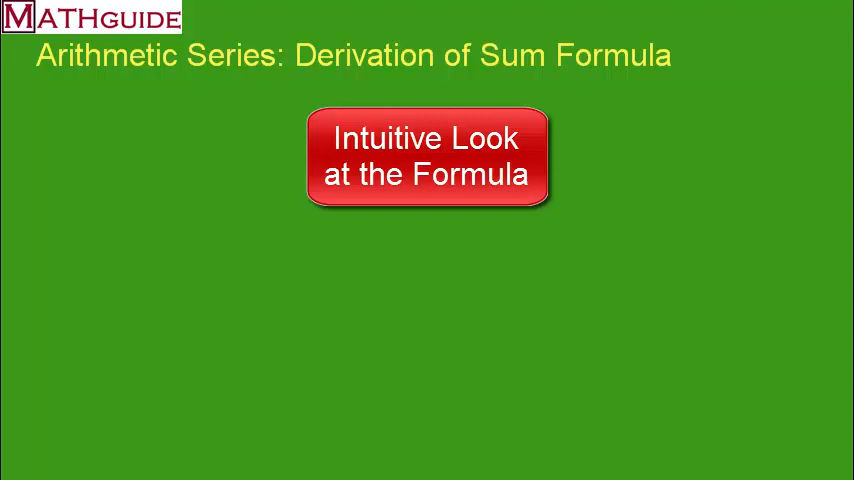 MATHGUIDE
Arithmetic Series: Derivation of Sum Formula
Intuitive Look
at the Formula